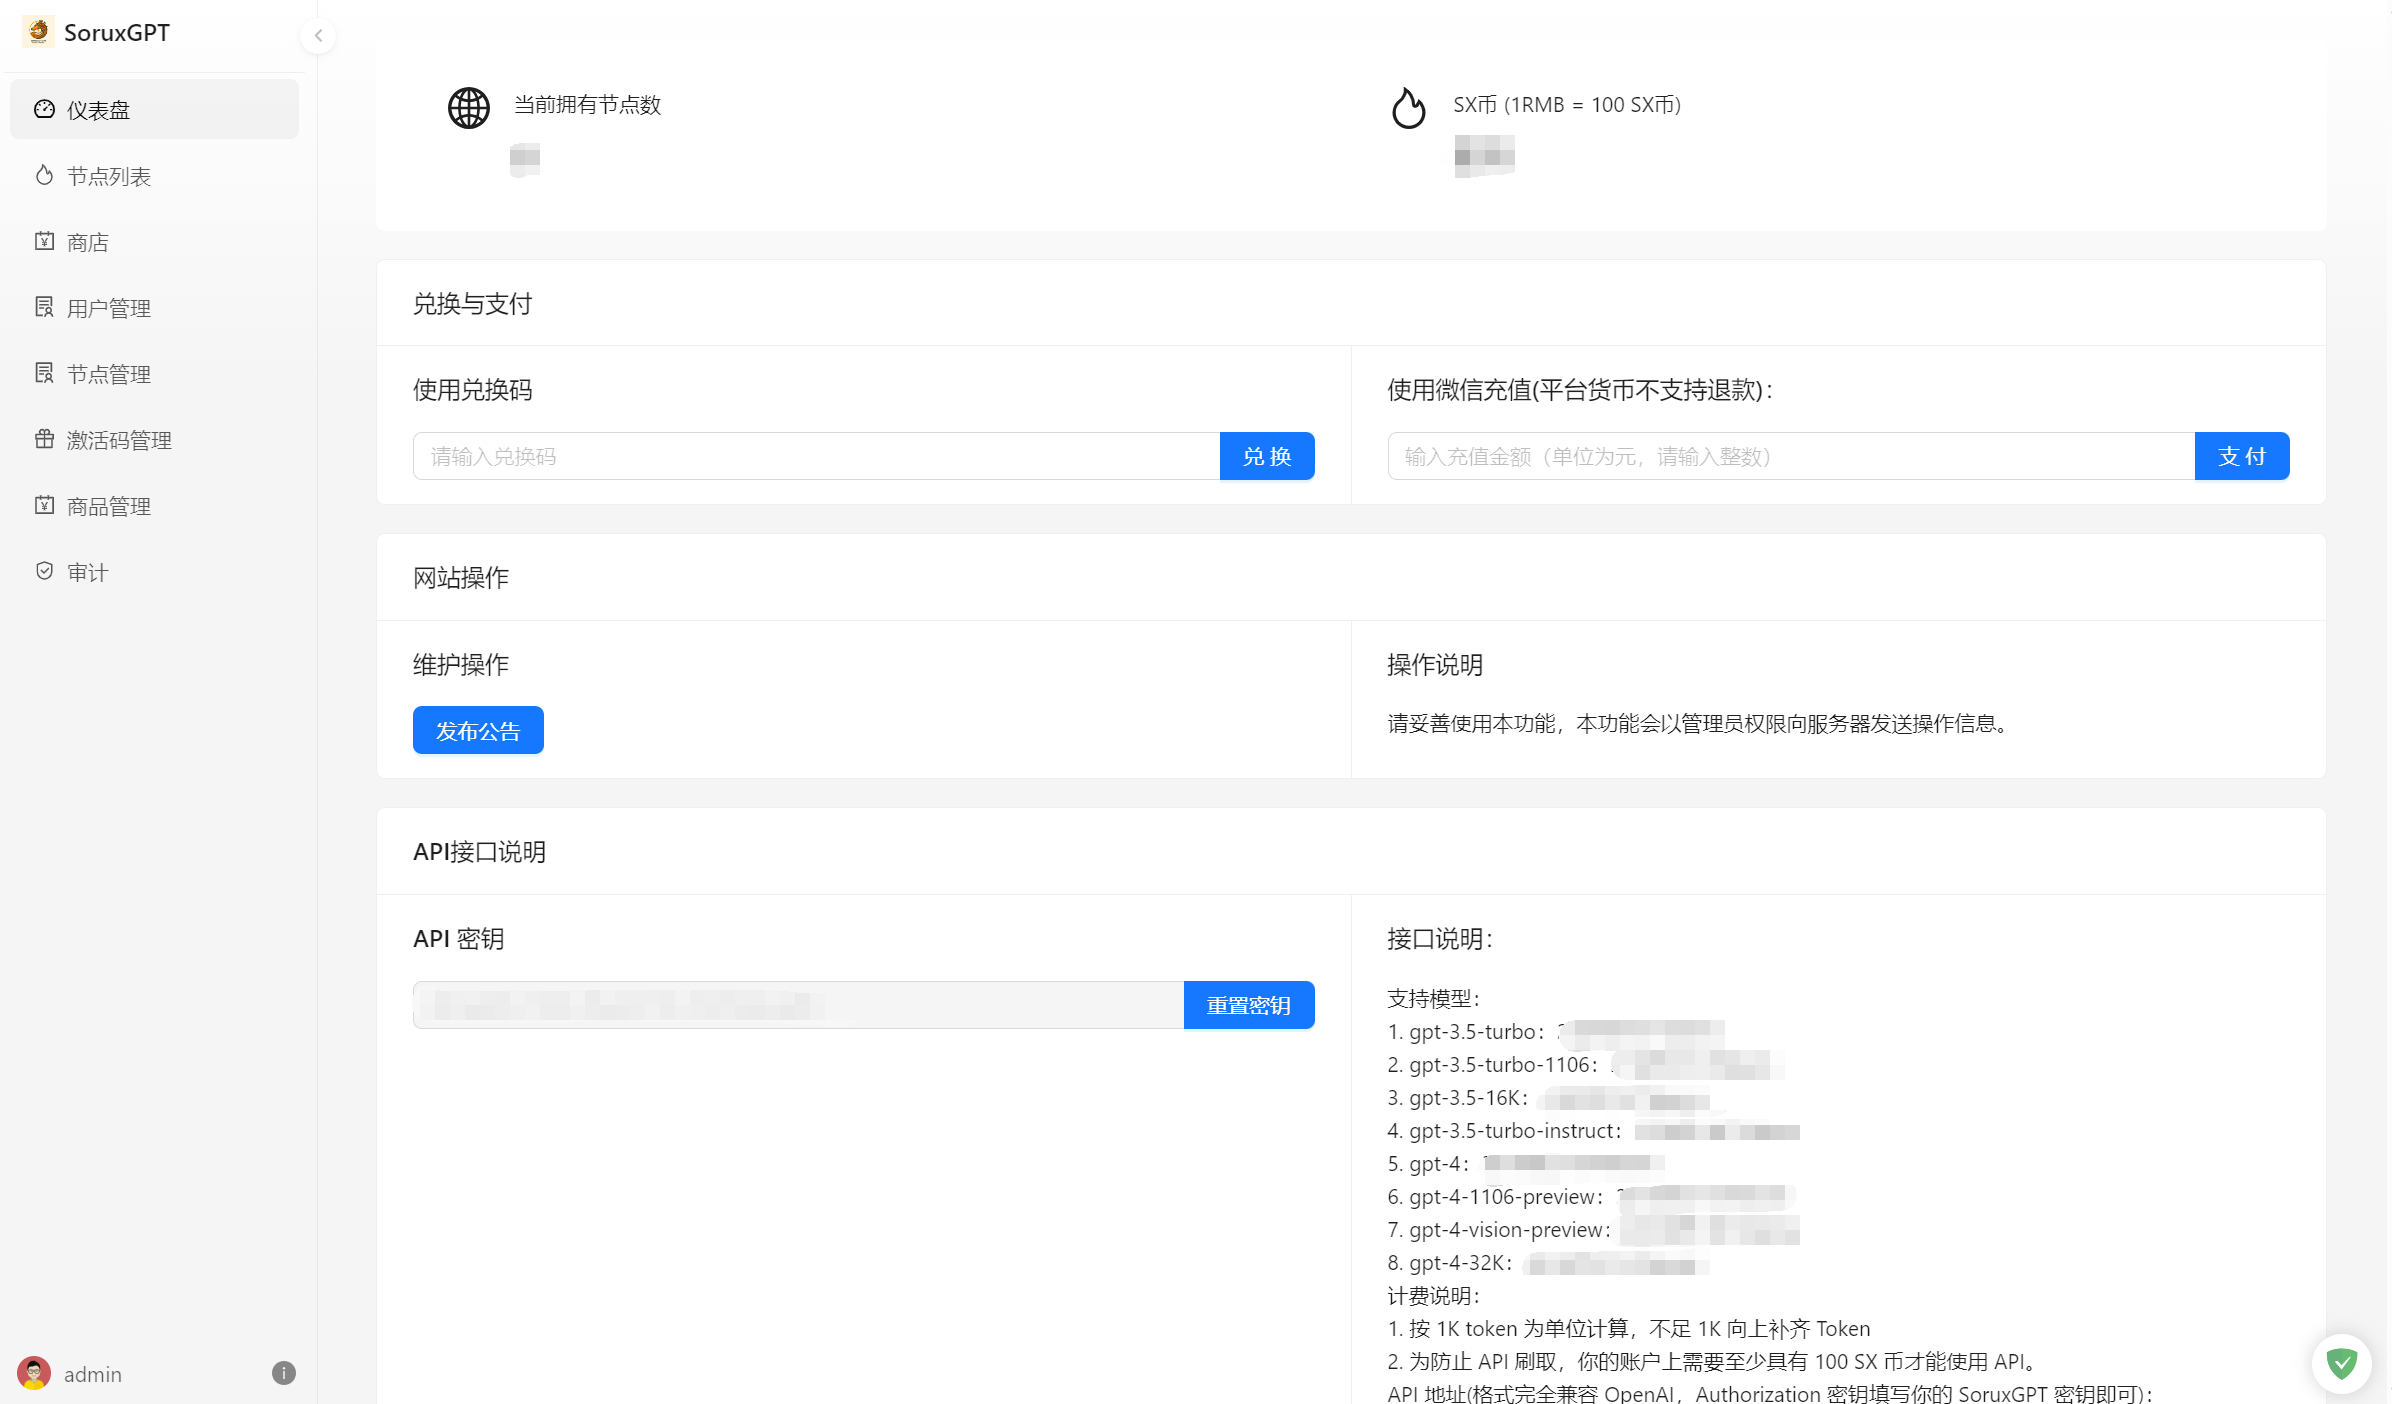 SoruxGPT
仪表盘
节点列表
商店
用户管理
节点管理
激活码管理
商品管理
审计
admin
当前拥有节点数
SX币 (1RMB = 100 SX币)
兑换与支付
使用兑换码
请输入兑换码
兑 换
使用微信充值(平台货币不支持退款)：
输入充值金额（单位为元，请输入整数）
支 付
网站操作
维护操作
发布公告
操作说明
请妥善使用本功能，本功能会以管理员权限向服务器发送操作信息。
API接口说明
API 密钥
重置密钥
接口说明：
支持模型：
1. gpt-3.5-turbo：
2. gpt-3.5-turbo-1106：
3. gpt-3.5-16K：
4. gpt-3.5-turbo-instruct：
5. gpt-4：
6. gpt-4-1106-preview：
7. gpt-4-vision-preview：
8. gpt-4-32K：
计费说明：
1. 按 1K token 为单位计算，不足 1K 向上补齐 Token
2. 为防止 API 刷取，你的账户上需要至少具有 100 SX 币才能使用 API。
API 地址(格式完全兼容 OpenAI，Authorization 密钥填写你的 SoruxGPT 密钥即可)：